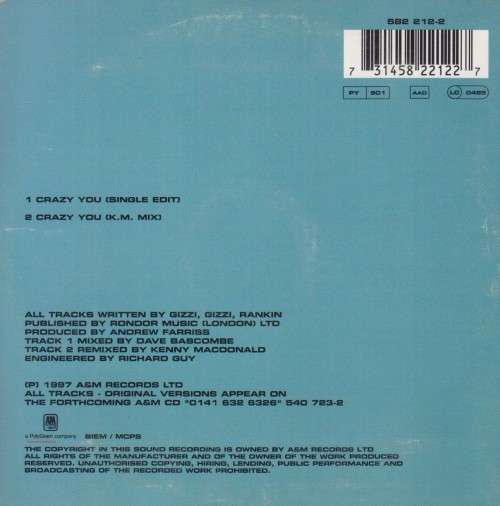 582 212-2
7 31458 22122 7
PY 901 AAD LC 0485
1 CRAZY YOU (SINGLE EDIT)
2 CRAZY YOU (K.M. MIX)
ALL TRACKS WRITTEN BY GIZZI, GIZZI, RANKIN
PUBLISHED BY RONDOR MUSIC (LONDON) LTD
PRODUCED BY ANDREW FARRISS
TRACK 1 MIXED BY DAVE BASCOMBE
TRACK 2 REMIXED BY KENNY MACDONALD
ENGINEERED BY RICHARD GUY
(P) 1997 A&M RECORDS LTD
ALL TRACKS - ORIGINAL VERSIONS APPEAR ON
THE FORTHCOMING A&M CD "0141 632 6326" 540 723-2
A&M
a PolyGram company BIEM / MCPS
THE COPYRIGHT IN THIS SOUND RECORDING IS OWNED BY A&M RECORDS LTD
ALL RIGHTS OF THE MANUFACTURER AND OF THE OWNER OF THE WORK PRODUCED
RESERVED. UNAUTHORISED COPYING, HIRING, LENDING, PUBLIC PERFORMANCE AND
BROADCASTING OF THE RECORDED WORK PROHIBITED.